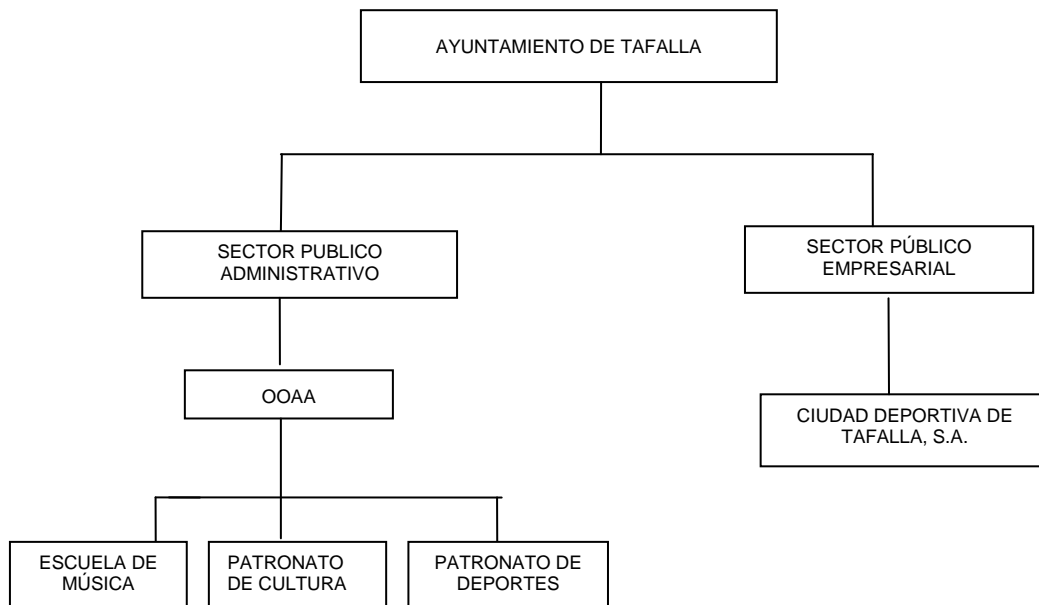 AYUNTAMIENTO DE TAFALLA
SECTOR PUBLICO
ADMINISTRATIVO
SECTOR PÚBLICO
EMPRESARIAL
OOAA
CIUDAD DEPORTIVA DE
TAFALLA, S.A.
ESCUELA DE
MÚSICA
PATRONATO
DE CULTURA
PATRONATO DE
DEPORTES